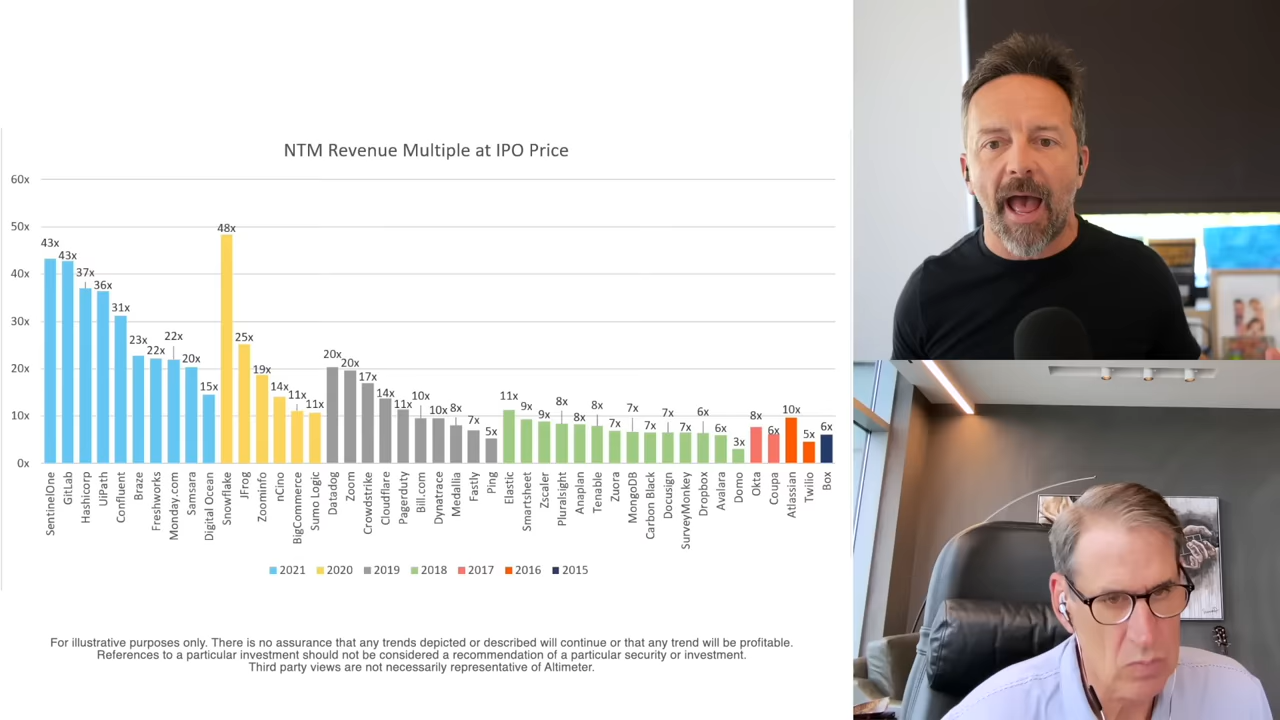 NTM Revenue Multiple at IPO Price
60x
50x
40x
30x
20x
10x
0x
43x
43x
37x
36x
31x
23x
22x
22x
20x
15x
48x
25x
19x
14x
11x
11x
20x
20x
17x
14x
11x
10x
10x
8x
7x
5x
11x
9x
9x
8x
8x
8x
7x
7x
7x
7x
7x
6x
6x
3x
8x
6x
10x
5x
6x
SentinelOne
GitLab
Hashicorp
UiPath
Confluent
Braze
Freshworks
Monday.com
Samsara
Digital Ocean
Snowflake
JFrog
Zoominfo
nCino
BigCommerce
Sumo Logic
Datadog
Zoom
Crowdstrike
Cloudflare
Pagerduty
Bill.com
Dynatrace
Medallia
Fastly
Ping
Elastic
Smartsheet
Zscaler
Pluralsight
Anaplan
Tenable
Zuora
MongoDB
Carbon Black
Docusign
SurveyMonkey
Dropbox
Avalara
Domo
Okta
Coupa
Atlassian
Twilio
Box
2021 2020 2019 2018 2017 2016 2015
For illustrative purposes only. There is no assurance that any trends depicted or described will continue or that any trend will be profitable.
References to a particular investment should not be considered a recommendation of a particular security or investment.
Third party views are not necessarily representative of Altimeter.